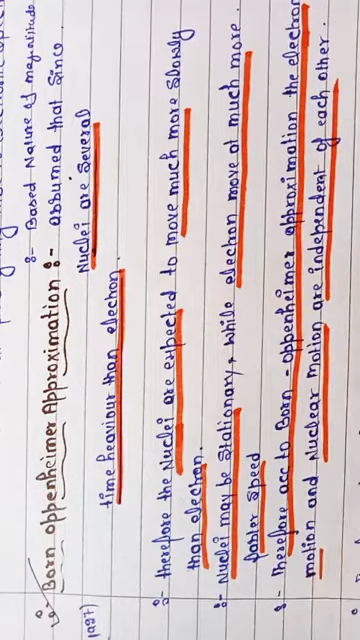 :- Based Nature of magnitude
:- Born oppenheimer Approximation :- assumed that since
(1927) Nuclei are several
time heaviour than electron.
:- therefore the Nuclei are expected to move much more slowly
than electron.
:- Nuclei may be stationary, while electron move at much more
faster speed
:- Therefore acc to Born - oppenheimer approximation the electron
motion and Nuclear motion are independent of each other.